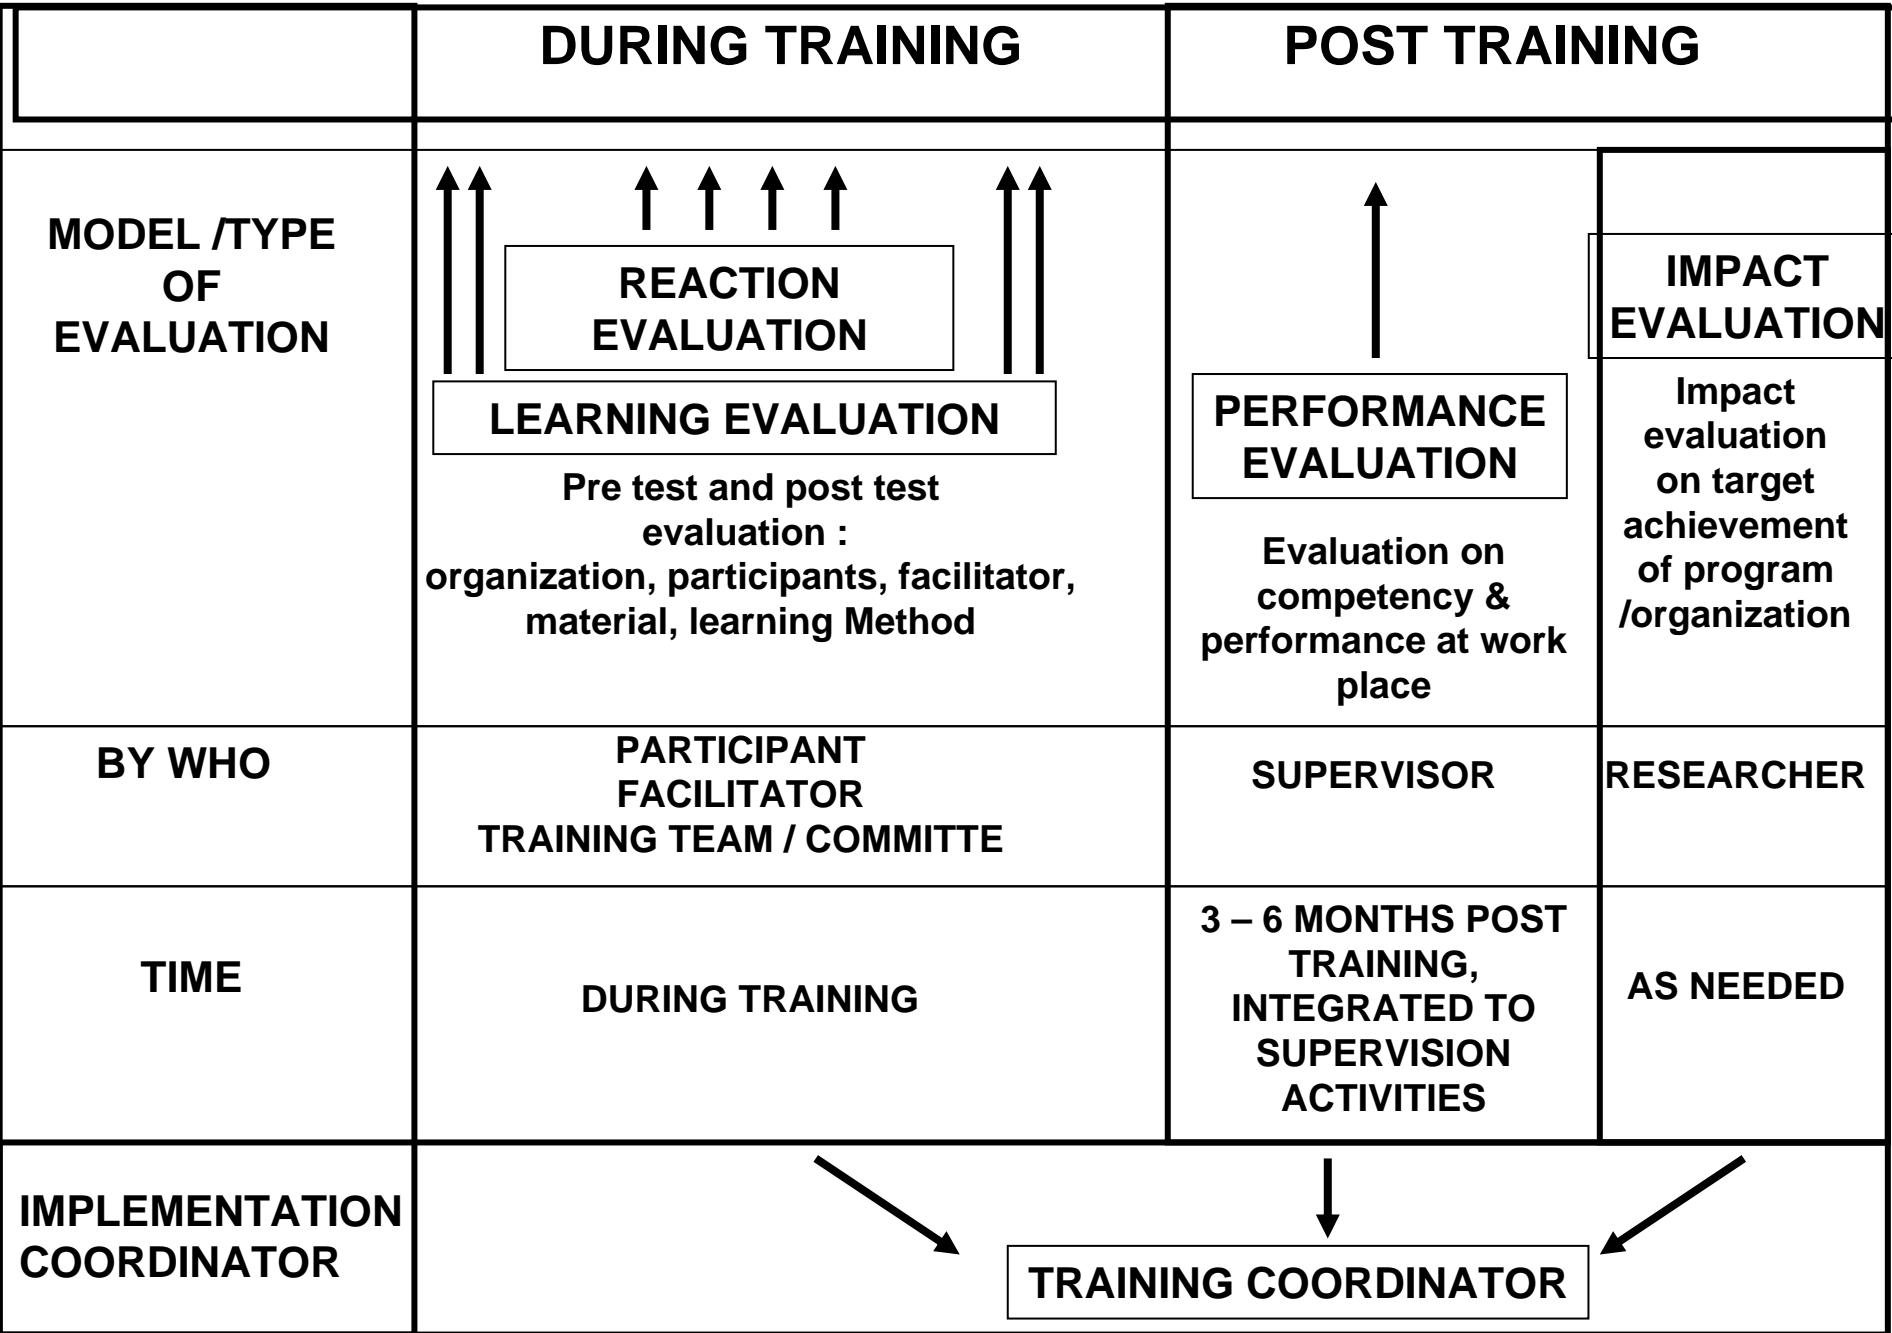 DURING TRAINING
POST TRAINING
MODEL /TYPE
OF
EVALUATION
REACTION
EVALUATION
LEARNING EVALUATION
Pre test and post test
evaluation :
organization, participants, facilitator,
material, learning Method
PERFORMANCE
EVALUATION
Evaluation on
competency &
performance at work
place
IMPACT
EVALUATION
Impact
evaluation
on target
achievement
of program
/organization
BY WHO
PARTICIPANT
FACILITATOR
TRAINING TEAM / COMMITTE
SUPERVISOR
RESEARCHER
TIME
DURING TRAINING
3 – 6 MONTHS POST
TRAINING,
INTEGRATED TO
SUPERVISION
ACTIVITIES
AS NEEDED
IMPLEMENTATION
COORDINATOR
TRAINING COORDINATOR